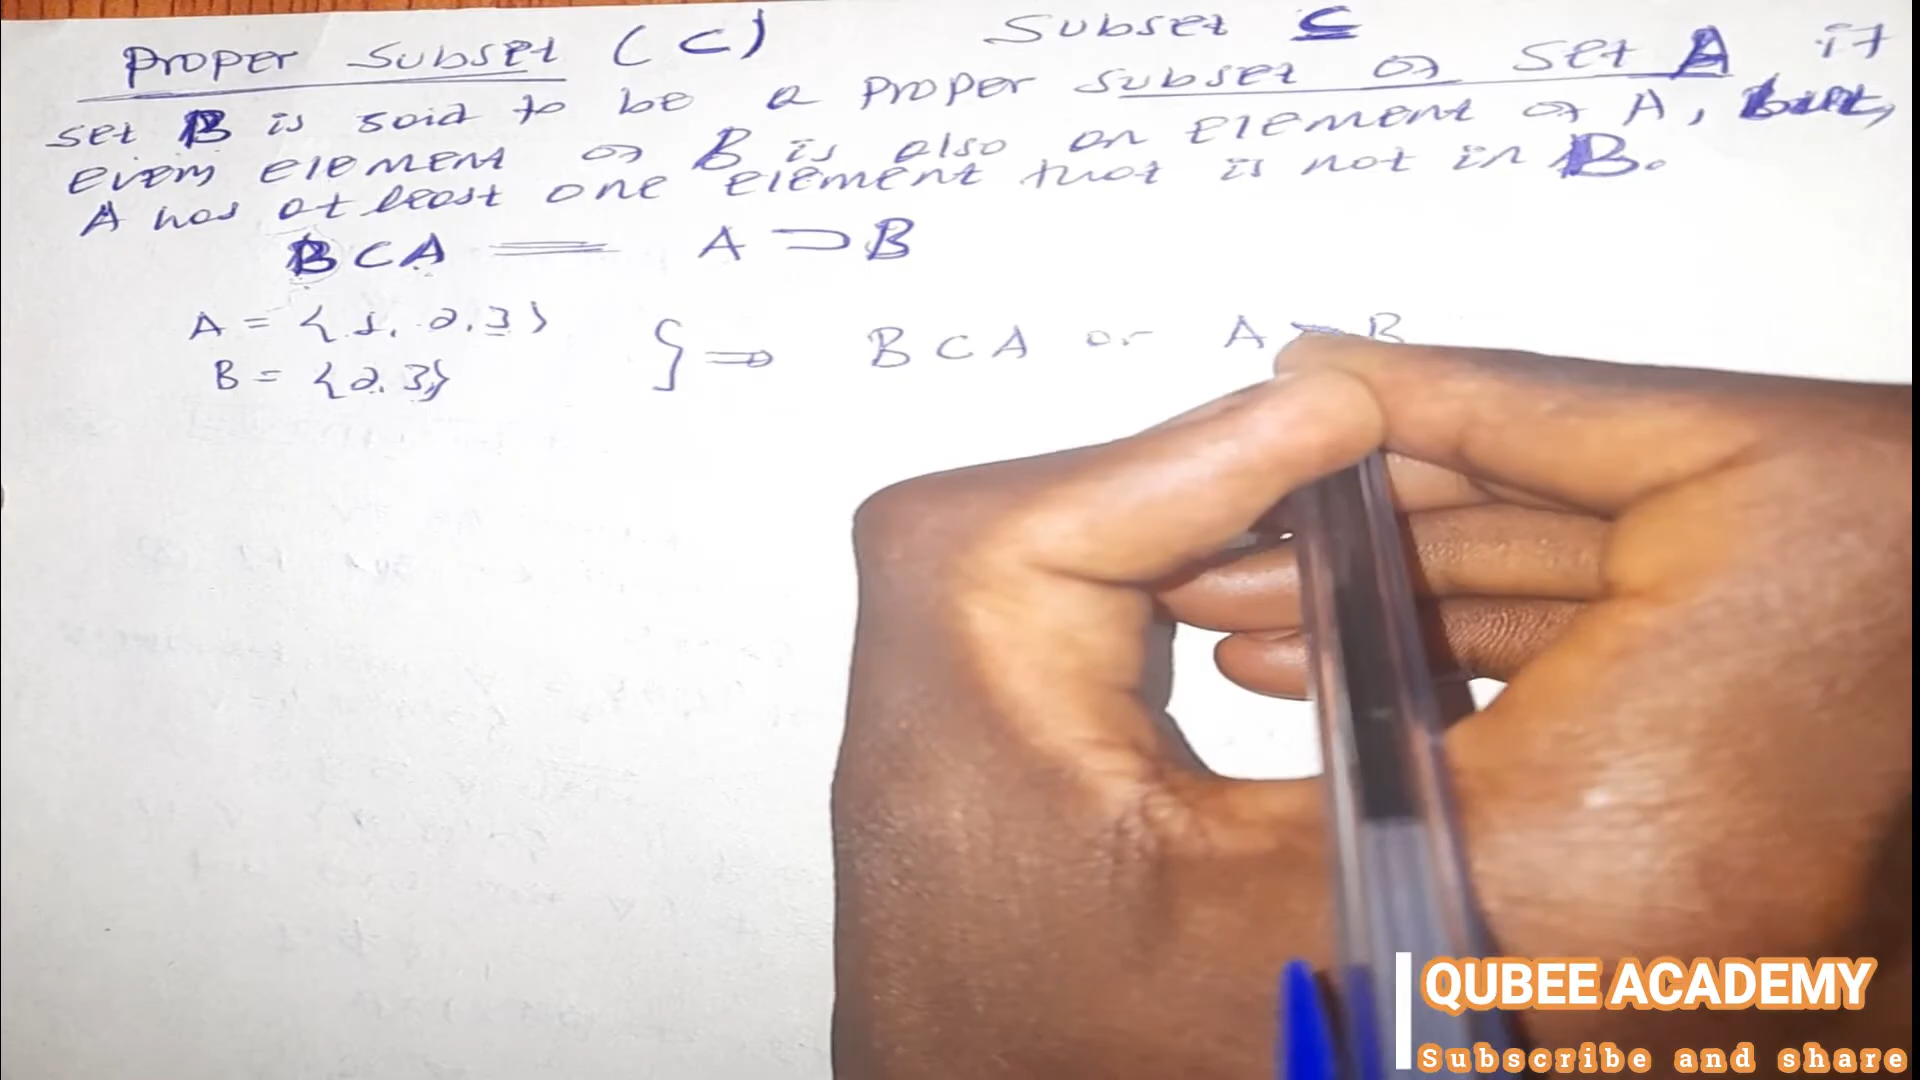 Proper Subset (⊂) Subset ⊆
set B is said to be a proper subset of set A if
every element of B is also an element of A, but,
A has at least one element that is not in B.
B⊂A = A ⊃ B
A = {1, 2, 3}
B = {2, 3} } ⇒ B ⊂ A or A ⊃ B
QUBEE ACADEMY
Subscribe and share